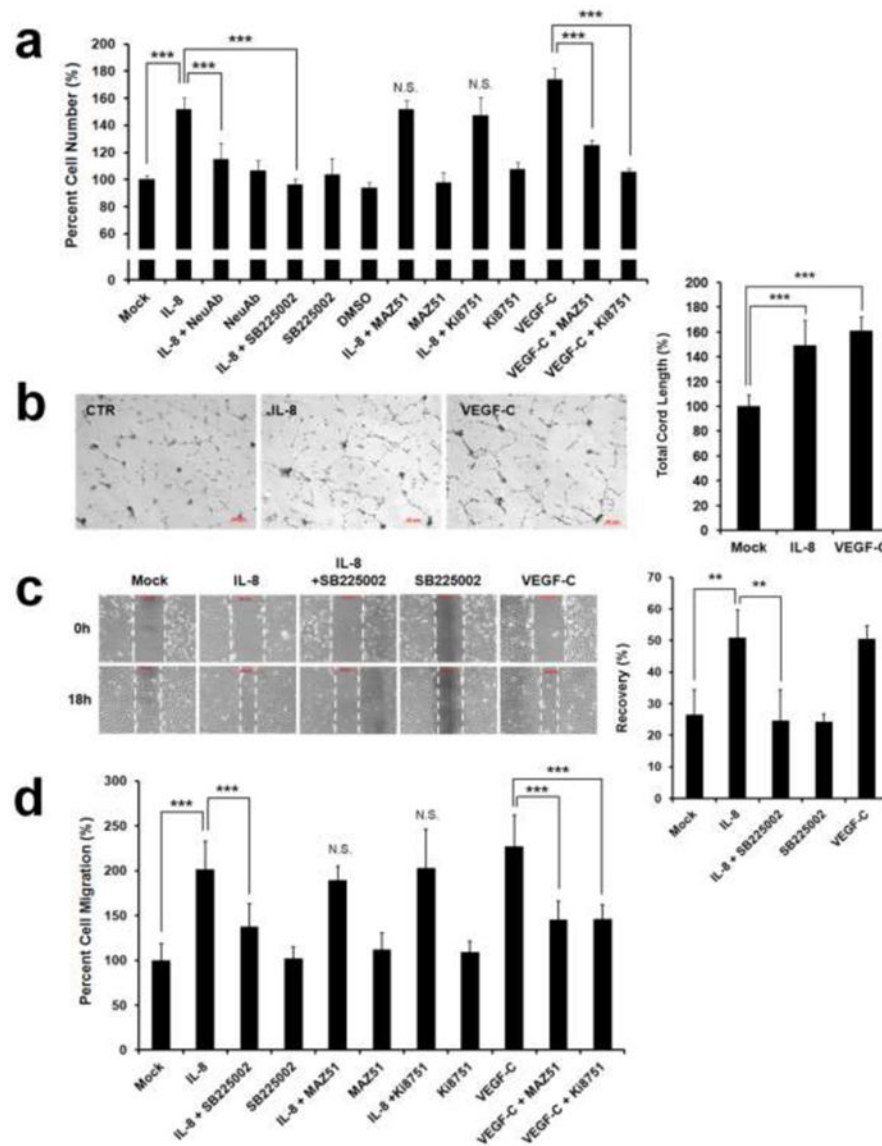 a
Percent Cell Number (%)
200
180
160
140
120
100
80
60
0
***
***
***
N.S.
N.S.
***
***
Mock
IL-8
IL-8 + NeuAb
NeuAb
IL-8 + SB225002
SB225002
DMSO
IL-8 + MAZ51
MAZ51
IL-8 + Ki8751
Ki8751
VEGF-C
VEGF-C + MAZ51
VEGF-C + Ki8751
b
CTR
IL-8
VEGF-C
Total Cord Length (%)
200
180
160
140
120
100
80
60
40
20
0
***
***
Mock
IL-8
VEGF-C
c
Mock
IL-8
IL-8
+SB225002
SB225002
VEGF-C
0h
18h
Recovery (%)
70
60
50
40
30
20
10
0
**
**
Mock
IL-8
IL-8 + SB225002
SB225002
VEGF-C
d
Percent Cell Migration (%)
300
250
200
150
100
50
0
***
***
N.S.
N.S.
***
***
Mock
IL-8
IL-8 + SB225002
SB225002
IL-8 + MAZ51
MAZ51
IL-8 +Ki8751
Ki8751
VEGF-C
VEGF-C + MAZ51
VEGF-C + Ki8751